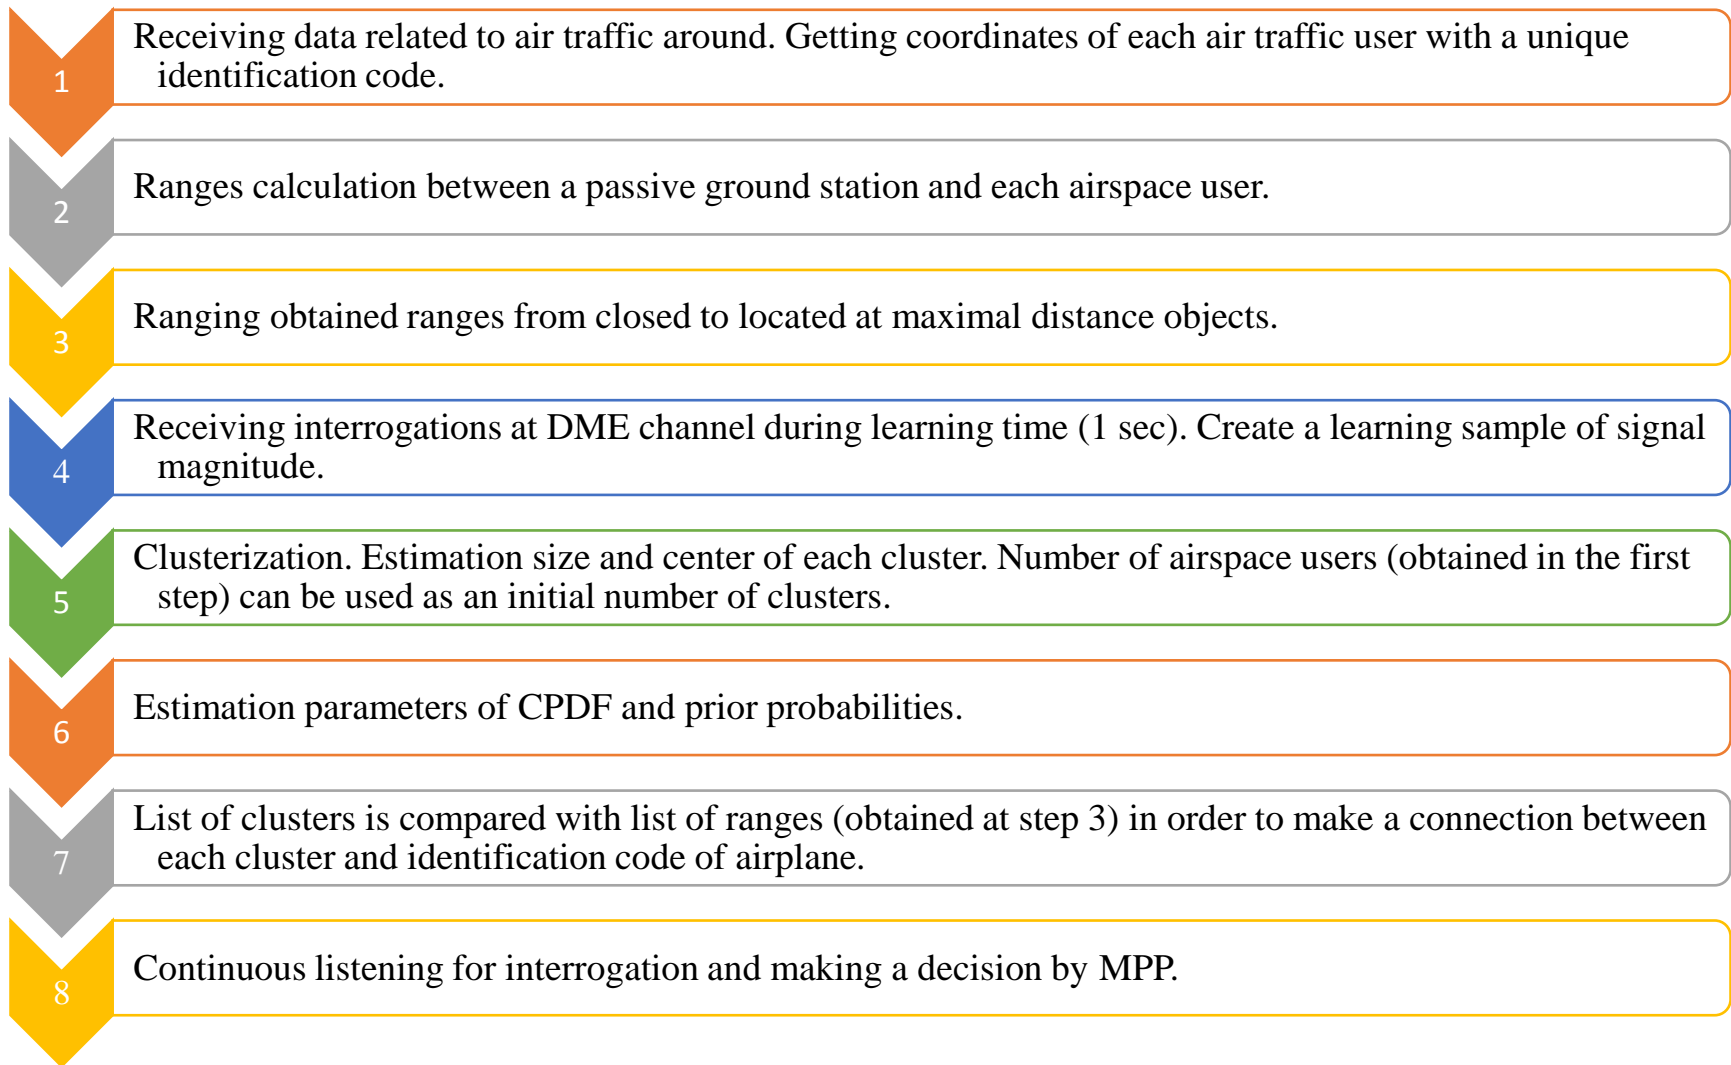 1
Receiving data related to air traffic around. Getting coordinates of each air traffic user with a unique
identification code.
2
Ranges calculation between a passive ground station and each airspace user.
3
Ranging obtained ranges from closed to located at maximal distance objects.
4
Receiving interrogations at DME channel during learning time (1 sec). Create a learning sample of signal
magnitude.
5
Clusterization. Estimation size and center of each cluster. Number of airspace users (obtained in the first
step) can be used as an initial number of clusters.
6
Estimation parameters of CPDF and prior probabilities.
7
List of clusters is compared with list of ranges (obtained at step 3) in order to make a connection between
each cluster and identification code of airplane.
8
Continuous listening for interrogation and making a decision by MPP.